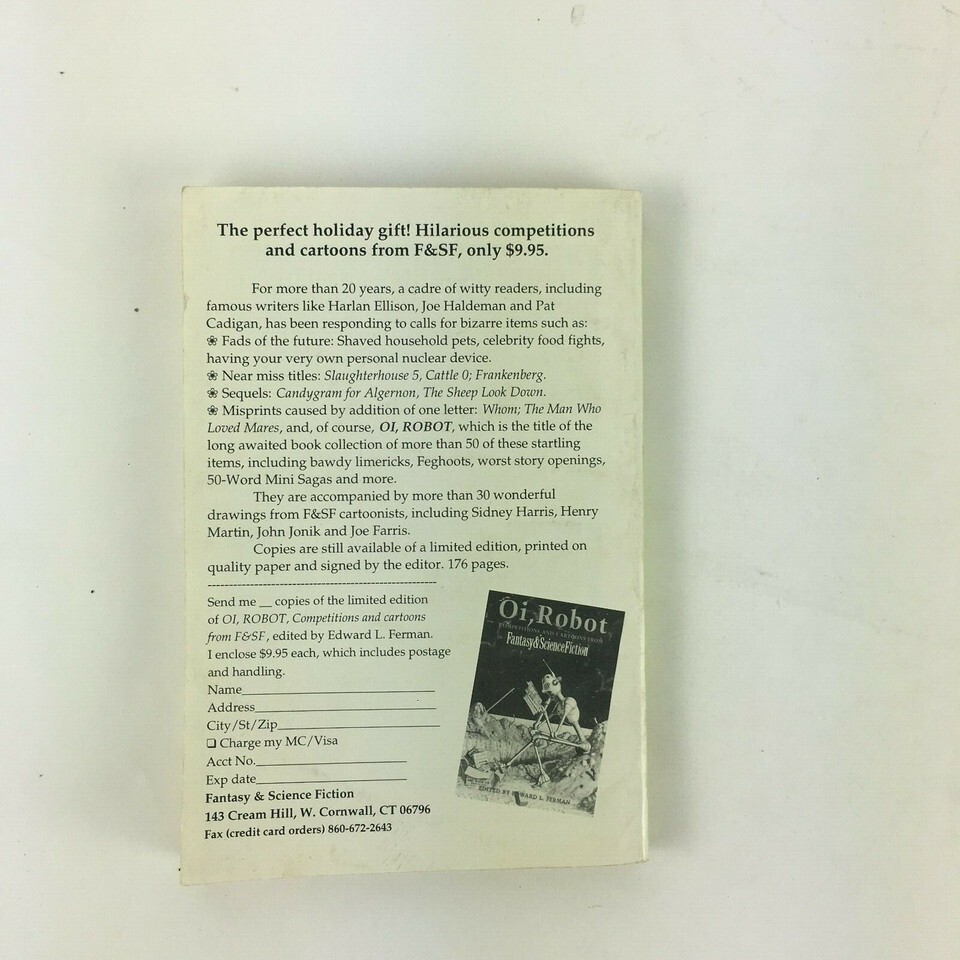 The perfect holiday gift! Hilarious competitions
and cartoons from F&SF, only $9.95.
For more than 20 years, a cadre of witty readers, including
famous writers like Harlan Ellison, Joe Haldeman and Pat
Cadigan, has been responding to calls for bizarre items such as:
❀ Fads of the future: Shaved household pets, celebrity food fights,
having your very own personal nuclear device.
❀ Near miss titles: Slaughterhouse 5, Cattle 0; Frankenberg.
❀ Sequels: Candygram for Algernon, The Sheep Look Down.
❀ Misprints caused by addition of one letter: Whom; The Man Who
Loved Mares, and, of course, OI, ROBOT, which is the title of the
long awaited book collection of more than 50 of these startling
items, including bawdy limericks, Feghoots, worst story openings,
50-Word Mini Sagas and more.
They are accompanied by more than 30 wonderful
drawings from F&SF cartoonists, including Sidney Harris, Henry
Martin, John Jonik and Joe Farris.
Copies are still available of a limited edition, printed on
quality paper and signed by the editor. 176 pages.
Send me __ copies of the limited edition
of OI, ROBOT, Competitions and cartoons
from F&SF, edited by Edward L. Ferman.
I enclose $9.95 each, which includes postage
and handling.
Name
Address
City/St/Zip
❏ Charge my MC/Visa
Acct No.
Exp date
Fantasy & Science Fiction
143 Cream Hill, W. Cornwall, CT 06796
Fax (credit card orders) 860-672-2643
Oi, Robot
COMPETITIONS AND CARTOONS FROM
Fantasy & Science Fiction
EDITED BY EDWARD L. FERMAN